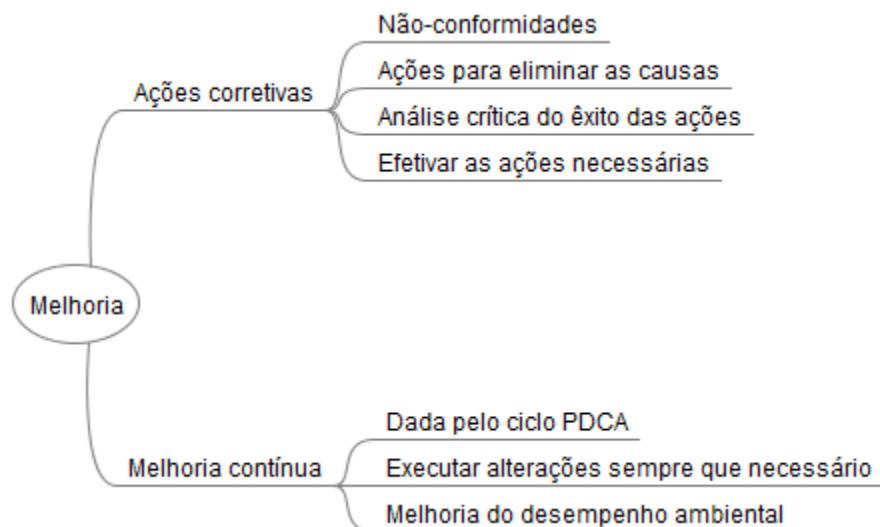 Não-conformidades
Ações para eliminar as causas
Ações corretivas
Análise crítica do êxito das ações
Efetivar as ações necessárias
Melhoria
Dada pelo ciclo PDCA
Melhoria contínua
Executar alterações sempre que necessário
Melhoria do desempenho ambiental